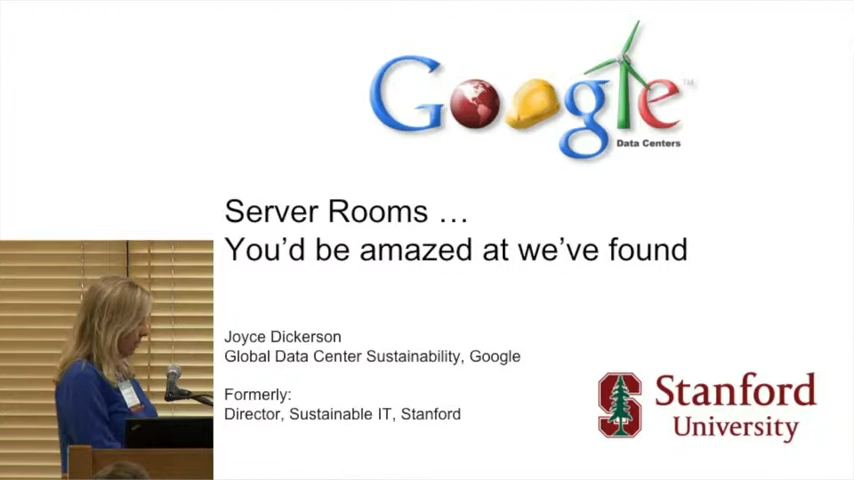 Google™
Data Centers
Server Rooms …
You’d be amazed at we’ve found
Joyce Dickerson
Global Data Center Sustainability, Google
Formerly:
Director, Sustainable IT, Stanford
S
Stanford
University